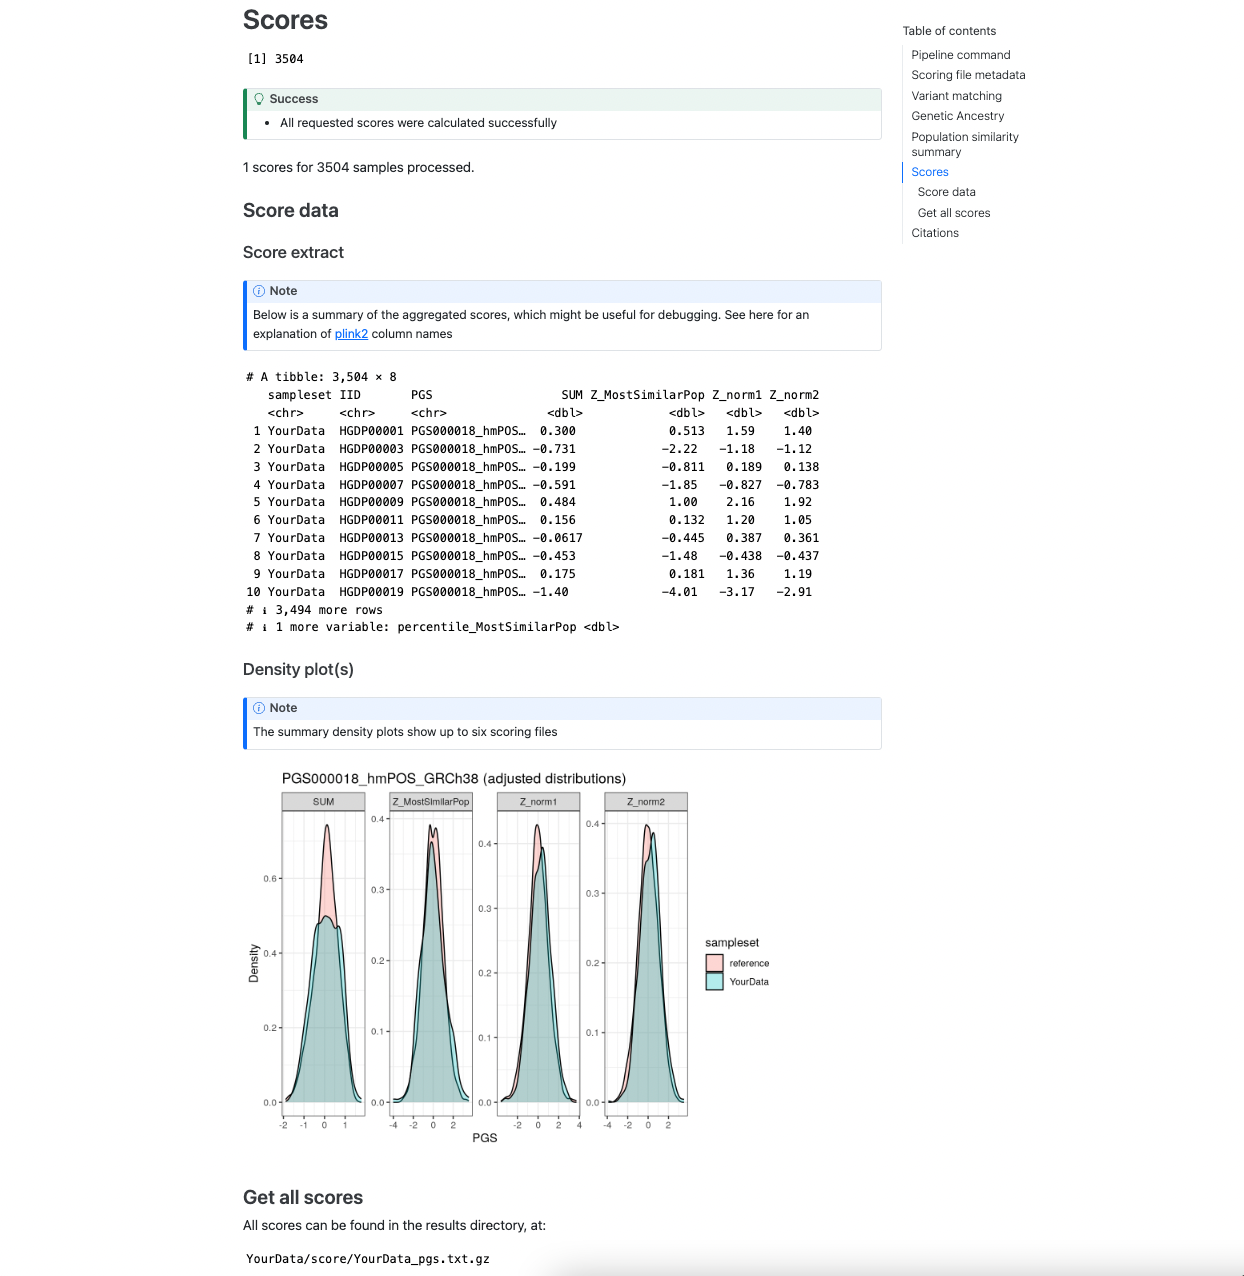 Scores
[1] 3504
Success
• All requested scores were calculated successfully
1 scores for 3504 samples processed.
Score data
Score extract
Note
Below is a summary of the aggregated scores, which might be useful for debugging. See here for an
explanation of plink2 column names
# A tibble: 3,504 × 8
sampleset IID PGS SUM Z_MostSimilarPop Z_norm1 Z_norm2
<chr> <chr> <chr> <dbl> <dbl> <dbl> <dbl>
1 YourData HGDP00001 PGS000018_hmPOS… 0.300 0.513 1.59 1.40
2 YourData HGDP00003 PGS000018_hmPOS… -0.731 -2.22 -1.18 -1.12
3 YourData HGDP00005 PGS000018_hmPOS… -0.199 -0.811 0.189 0.138
4 YourData HGDP00007 PGS000018_hmPOS… -0.591 -1.85 -0.827 -0.783
5 YourData HGDP00009 PGS000018_hmPOS… 0.484 1.00 2.16 1.92
6 YourData HGDP00011 PGS000018_hmPOS… 0.156 0.132 1.20 1.05
7 YourData HGDP00013 PGS000018_hmPOS… -0.0617 -0.445 0.387 0.361
8 YourData HGDP00015 PGS000018_hmPOS… -0.453 -1.48 -0.438 -0.437
9 YourData HGDP00017 PGS000018_hmPOS… 0.175 0.181 1.36 1.19
10 YourData HGDP00019 PGS000018_hmPOS… -1.40 -4.01 -3.17 -2.91
# ℹ 3,494 more rows
# ℹ 1 more variable: percentile_MostSimilarPop <dbl>
Density plot(s)
Note
The summary density plots show up to six scoring files
PGS000018_hmPOS_GRCh38 (adjusted distributions)
SUM Z_MostSimilarPop Z_norm1 Z_norm2
Density
0.6
0.4
0.2
0.0
-2 -1 0 1
0.4
0.3
0.2
0.1
0.0
-4 -2 0 2
0.4
0.3
0.2
0.1
0.0
-2 0 2 4
0.4
0.3
0.2
0.1
0.0
-4 -2 0 2
PGS
sampleset
reference
YourData
Get all scores
All scores can be found in the results directory, at:
YourData/score/YourData_pgs.txt.gz
Table of contents
Pipeline command
Scoring file metadata
Variant matching
Genetic Ancestry
Population similarity
summary
Scores
Score data
Get all scores
Citations